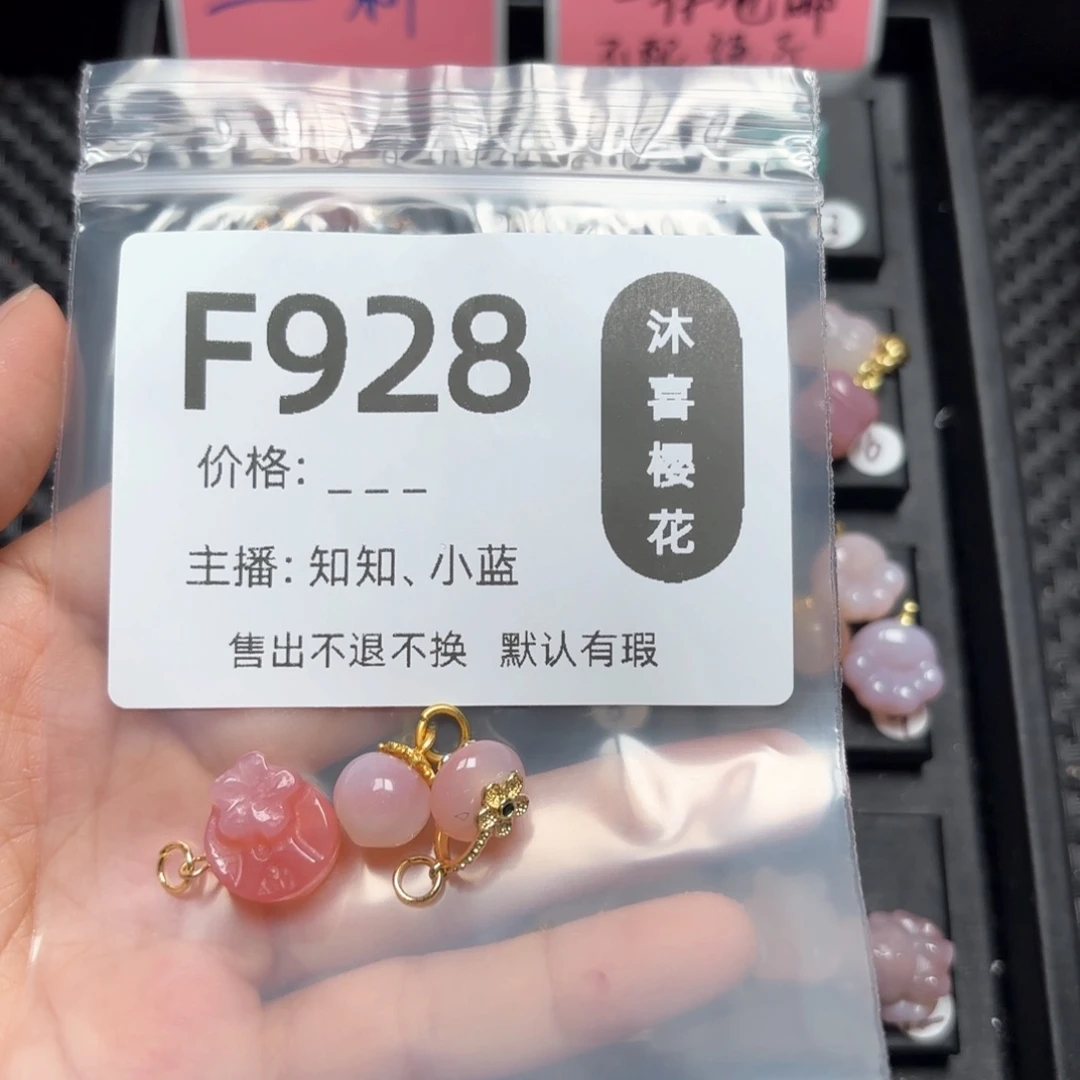 F928
沐喜樱花
价格: _ _ _
主播: 知知、小蓝
售出不退不换 默认有瑕